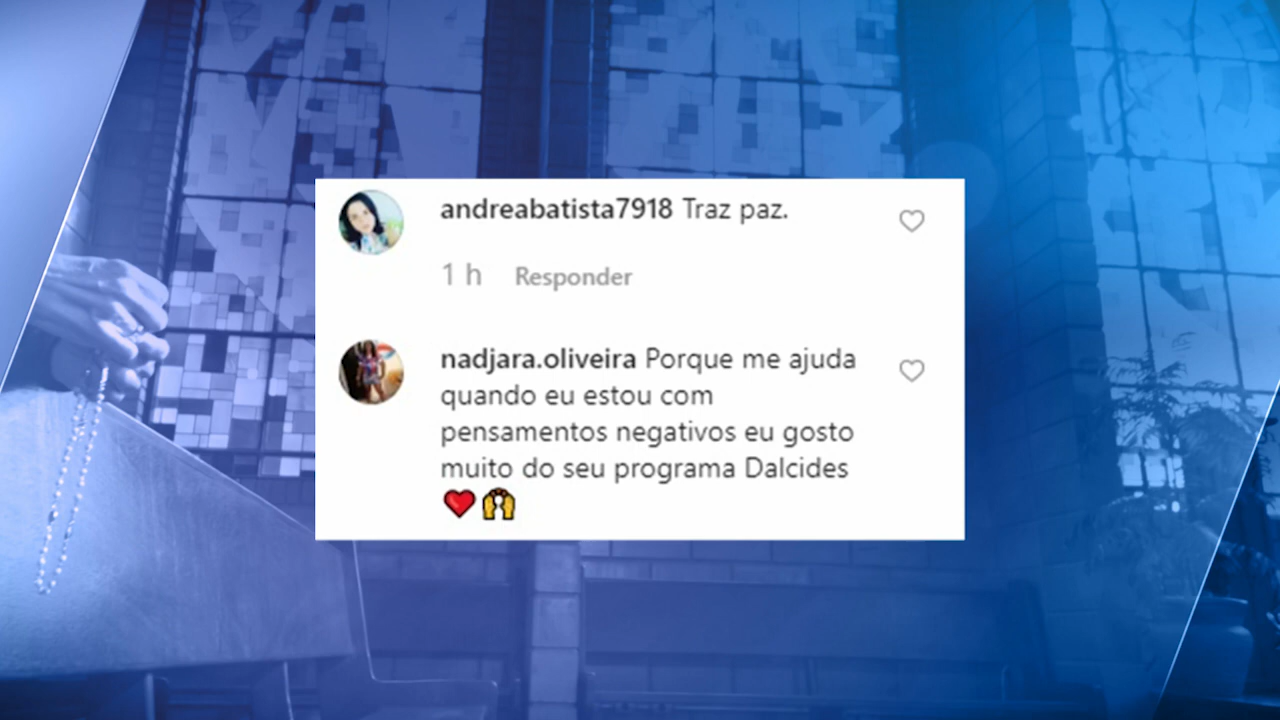 andreabatista7918 Traz paz.
1 h Responder
nadjara.oliveira Porque me ajuda
quando eu estou com
pensamentos negativos eu gosto
muito do seu programa Dalcides
❤️🙌